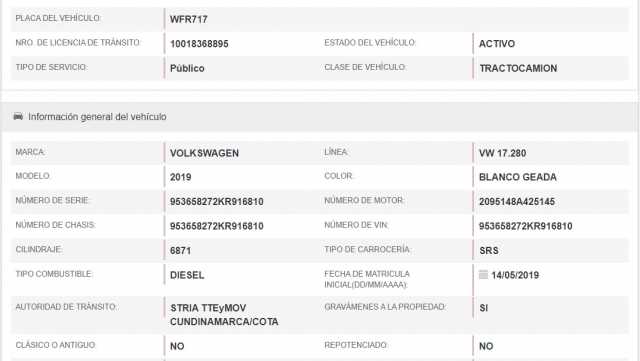 PLACA DEL VEHÍCULO: WFR717
NRO. DE LICENCIA DE TRÁNSITO: 10018368895 ESTADO DEL VEHÍCULO: ACTIVO
TIPO DE SERVICIO: Público CLASE DE VEHÍCULO: TRACTOCAMION
Información general del vehículo
MARCA: VOLKSWAGEN LÍNEA: VW 17.280
MODELO: 2019 COLOR: BLANCO GEADA
NÚMERO DE SERIE: 953658272KR916810 NÚMERO DE MOTOR: 2095148A425145
NÚMERO DE CHASIS: 953658272KR916810 NÚMERO DE VIN: 953658272KR916810
CILINDRAJE: 6871 TIPO DE CARROCERÍA: SRS
TIPO COMBUSTIBLE: DIESEL FECHA DE MATRICULA INICIAL(DD/MM/AAAA): 14/05/2019
AUTORIDAD DE TRÁNSITO: STRIA TTEyMOV CUNDINAMARCA/COTA GRAVÁMENES A LA PROPIEDAD: SI
CLÁSICO O ANTIGUO: NO REPOTENCIADO: NO